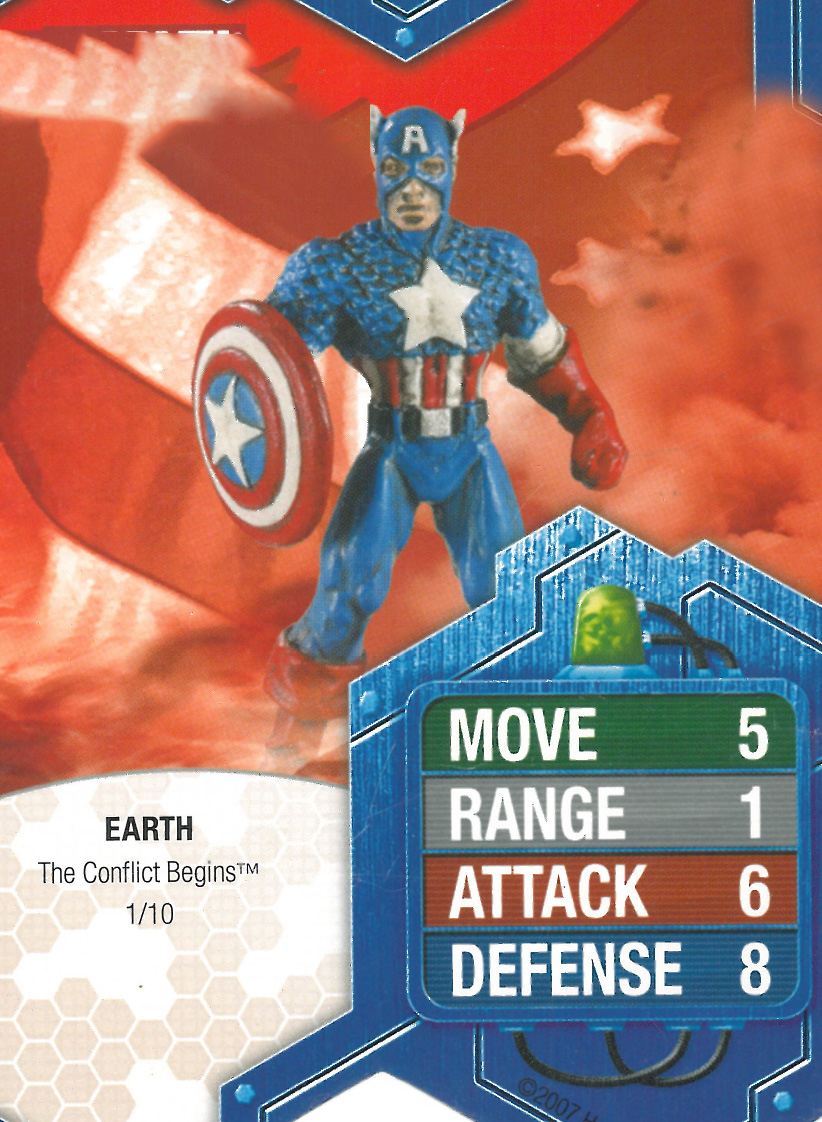 A
EARTH
The Conflict Begins™
1/10
MOVE 5
RANGE 1
ATTACK 6
DEFENSE 8
©2007 H